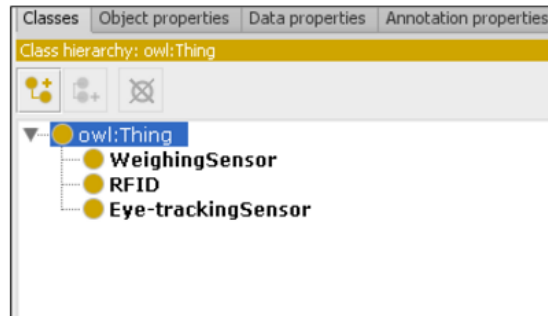 Classes Object properties Data properties Annotation properties
Class hierarchy: owl:Thing
owl:Thing
WeighingSensor
RFID
Eye-trackingSensor